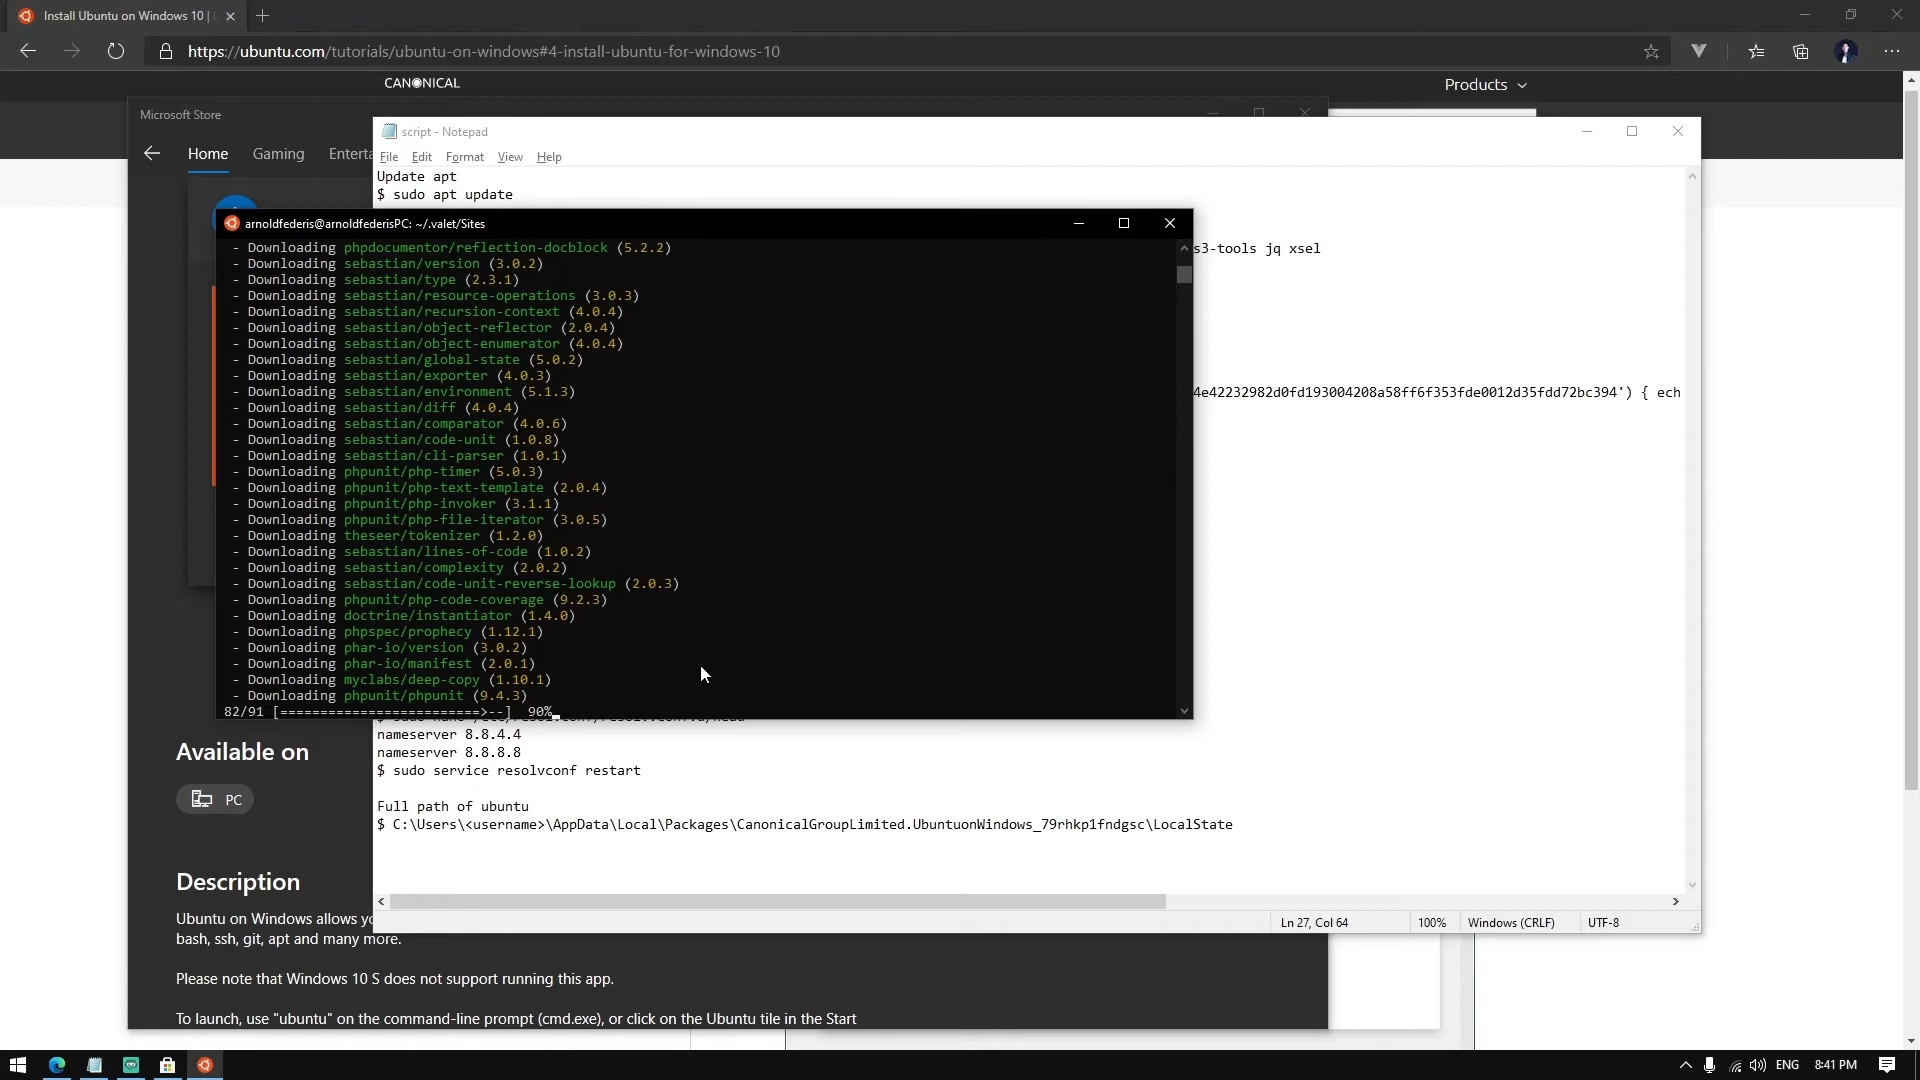 Install Ubuntu on Windows 10 |
https://ubuntu.com/tutorials/ubuntu-on-windows#4-install-ubuntu-for-windows-10
CANONICAL
Products
Microsoft Store
Home
Gaming
Enterta
script - Notepad
File Edit Format View Help
Update apt
$ sudo apt update
s3-tools jq xsel
4e42232982d0fd193004208a58ff6f353fde0012d35fdd72bc394') { ech
arnoldfederis@arnoldfederisPC: ~/.valet/Sites
- Downloading phpdocumentor/reflection-docblock (5.2.2)
- Downloading sebastian/version (3.0.2)
- Downloading sebastian/type (2.3.1)
- Downloading sebastian/resource-operations (3.0.3)
- Downloading sebastian/recursion-context (4.0.4)
- Downloading sebastian/object-reflector (2.0.4)
- Downloading sebastian/object-enumerator (4.0.4)
- Downloading sebastian/global-state (5.0.2)
- Downloading sebastian/exporter (4.0.3)
- Downloading sebastian/environment (5.1.3)
- Downloading sebastian/diff (4.0.4)
- Downloading sebastian/comparator (4.0.6)
- Downloading sebastian/code-unit (1.0.8)
- Downloading sebastian/cli-parser (1.0.1)
- Downloading phpunit/php-timer (5.0.3)
- Downloading phpunit/php-text-template (2.0.4)
- Downloading phpunit/php-invoker (3.1.1)
- Downloading phpunit/php-file-iterator (3.0.5)
- Downloading theseer/tokenizer (1.2.0)
- Downloading sebastian/lines-of-code (1.0.2)
- Downloading sebastian/complexity (2.0.2)
- Downloading sebastian/code-unit-reverse-lookup (2.0.3)
- Downloading phpunit/php-code-coverage (9.2.3)
- Downloading doctrine/instantiator (1.4.0)
- Downloading phpspec/prophecy (1.12.1)
- Downloading phar-io/version (3.0.2)
- Downloading phar-io/manifest (2.0.1)
- Downloading myclabs/deep-copy (1.10.1)
- Downloading phpunit/phpunit (9.4.3)
82/91 [=========================>--] 90%
nameserver 8.8.4.4
nameserver 8.8.8.8
$ sudo service resolvconf restart
Full path of ubuntu
$ C:\Users\<username>\AppData\Local\Packages\CanonicalGroupLimited.UbuntuonWindows_79rhkp1fndgsc\LocalState
Ln 27, Col 64
100%
Windows (CRLF)
UTF-8
Available on
PC
Description
Ubuntu on Windows allows yo
bash, ssh, git, apt and many more.
Please note that Windows 10 S does not support running this app.
To launch, use "ubuntu" on the command-line prompt (cmd.exe), or click on the Ubuntu tile in the Start
ENG
8:41 PM